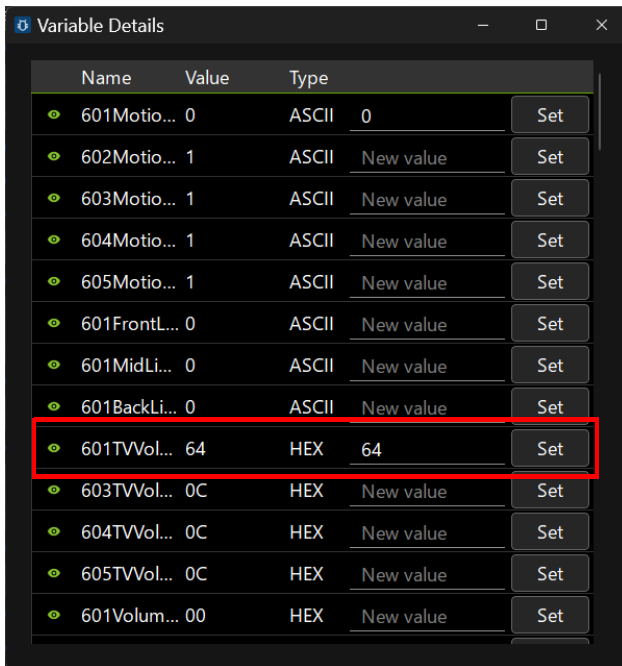 Variable Details
Name Value Type
601Motio... 0 ASCII 0 Set
602Motio... 1 ASCII New value Set
603Motio... 1 ASCII New value Set
604Motio... 1 ASCII New value Set
605Motio... 1 ASCII New value Set
601FrontL... 0 ASCII New value Set
601MidLi... 0 ASCII New value Set
601BackLi... 0 ASCII New value Set
601TVVol... 64 HEX 64 Set
603TVVol... 0C HEX New value Set
604TVVol... 0C HEX New value Set
605TVVol... 0C HEX New value Set
601Volum... 00 HEX New value Set